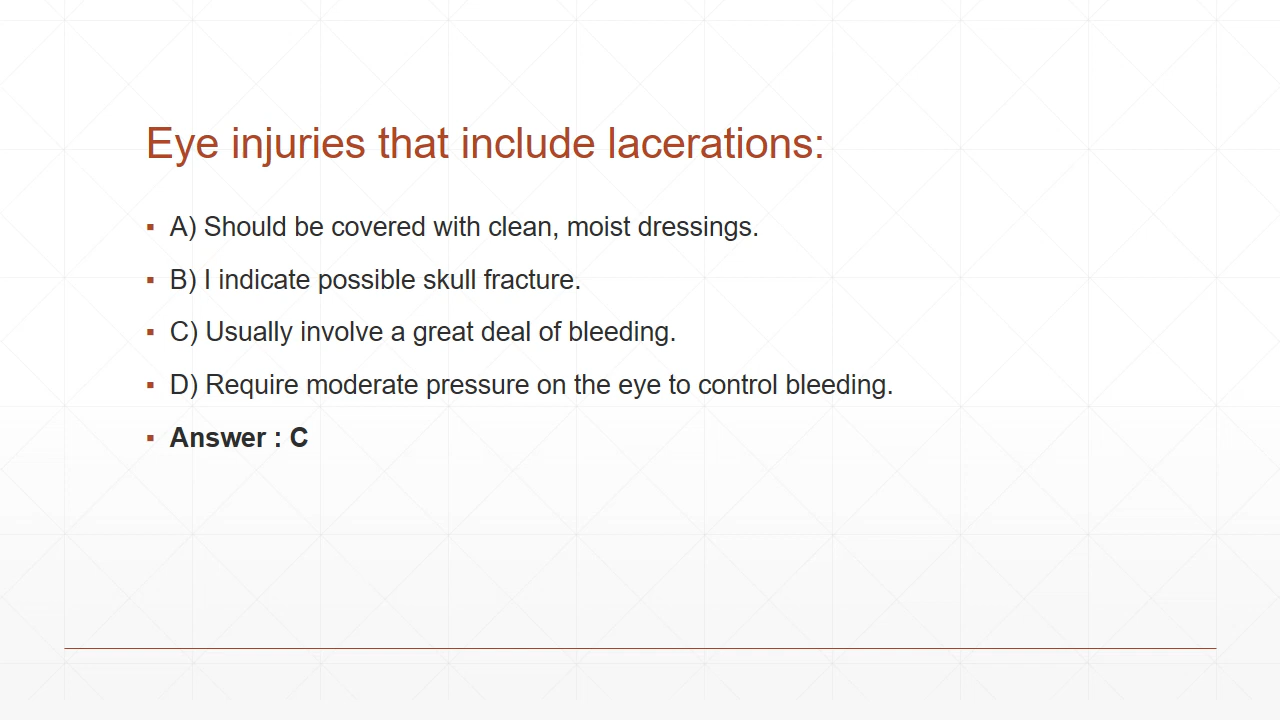 Eye injuries that include lacerations:
▪ A) Should be covered with clean, moist dressings.
▪ B) I indicate possible skull fracture.
▪ C) Usually involve a great deal of bleeding.
▪ D) Require moderate pressure on the eye to control bleeding.
▪ Answer : C